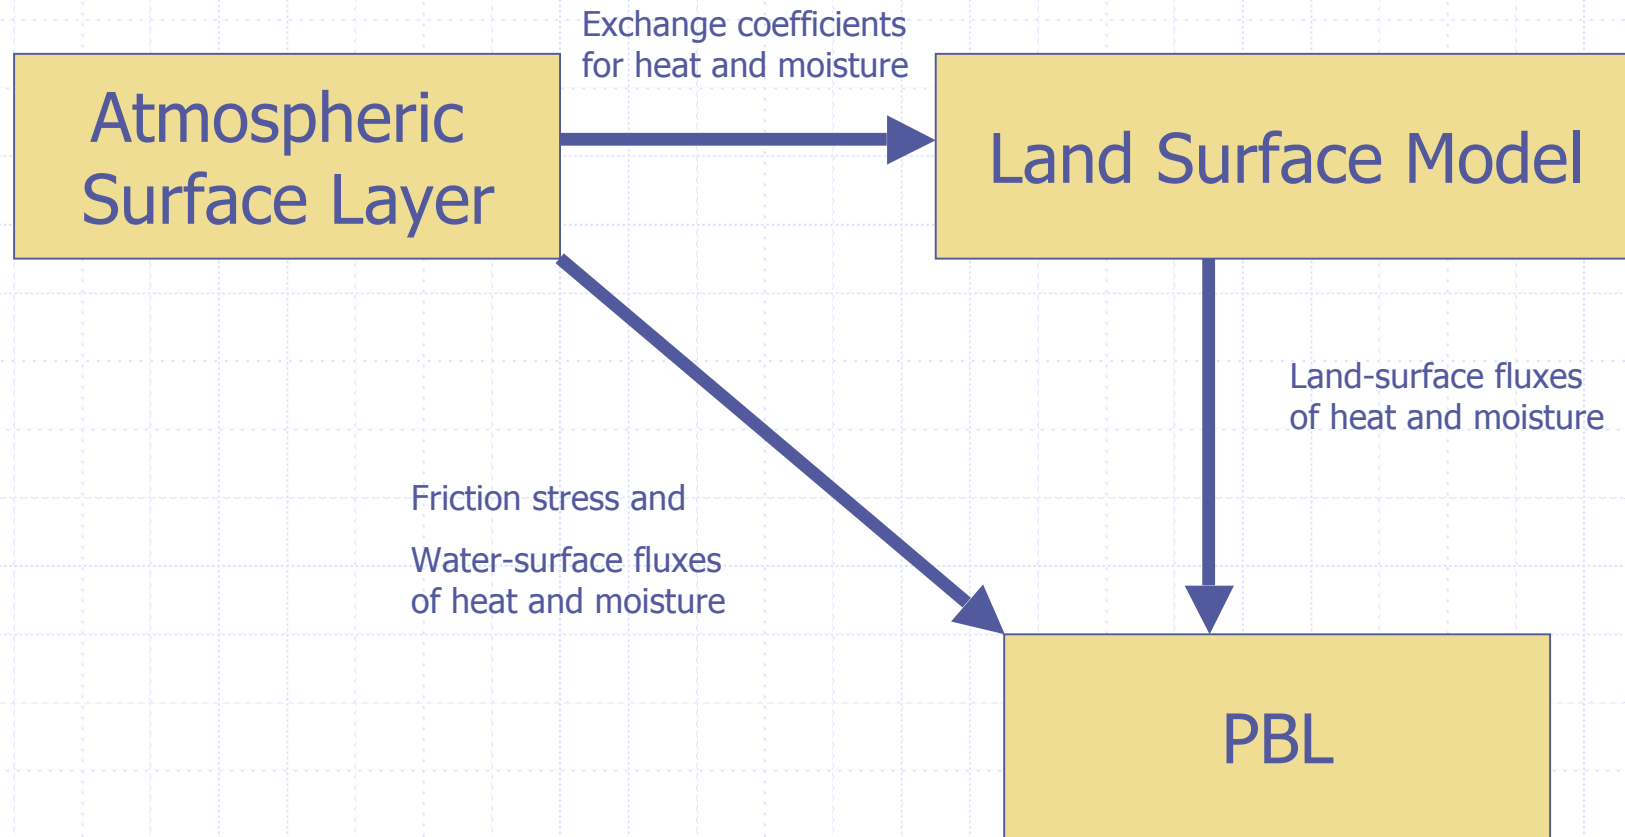 Exchange coefficients
for heat and moisture
Atmospheric
Surface Layer
Land Surface Model
Land-surface fluxes
of heat and moisture
Friction stress and
Water-surface fluxes
of heat and moisture
PBL